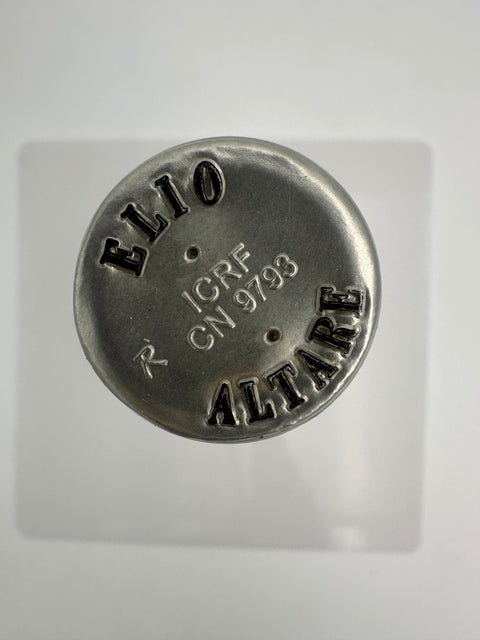 ELIO
ICRF
CN 9793
R
ALTARE